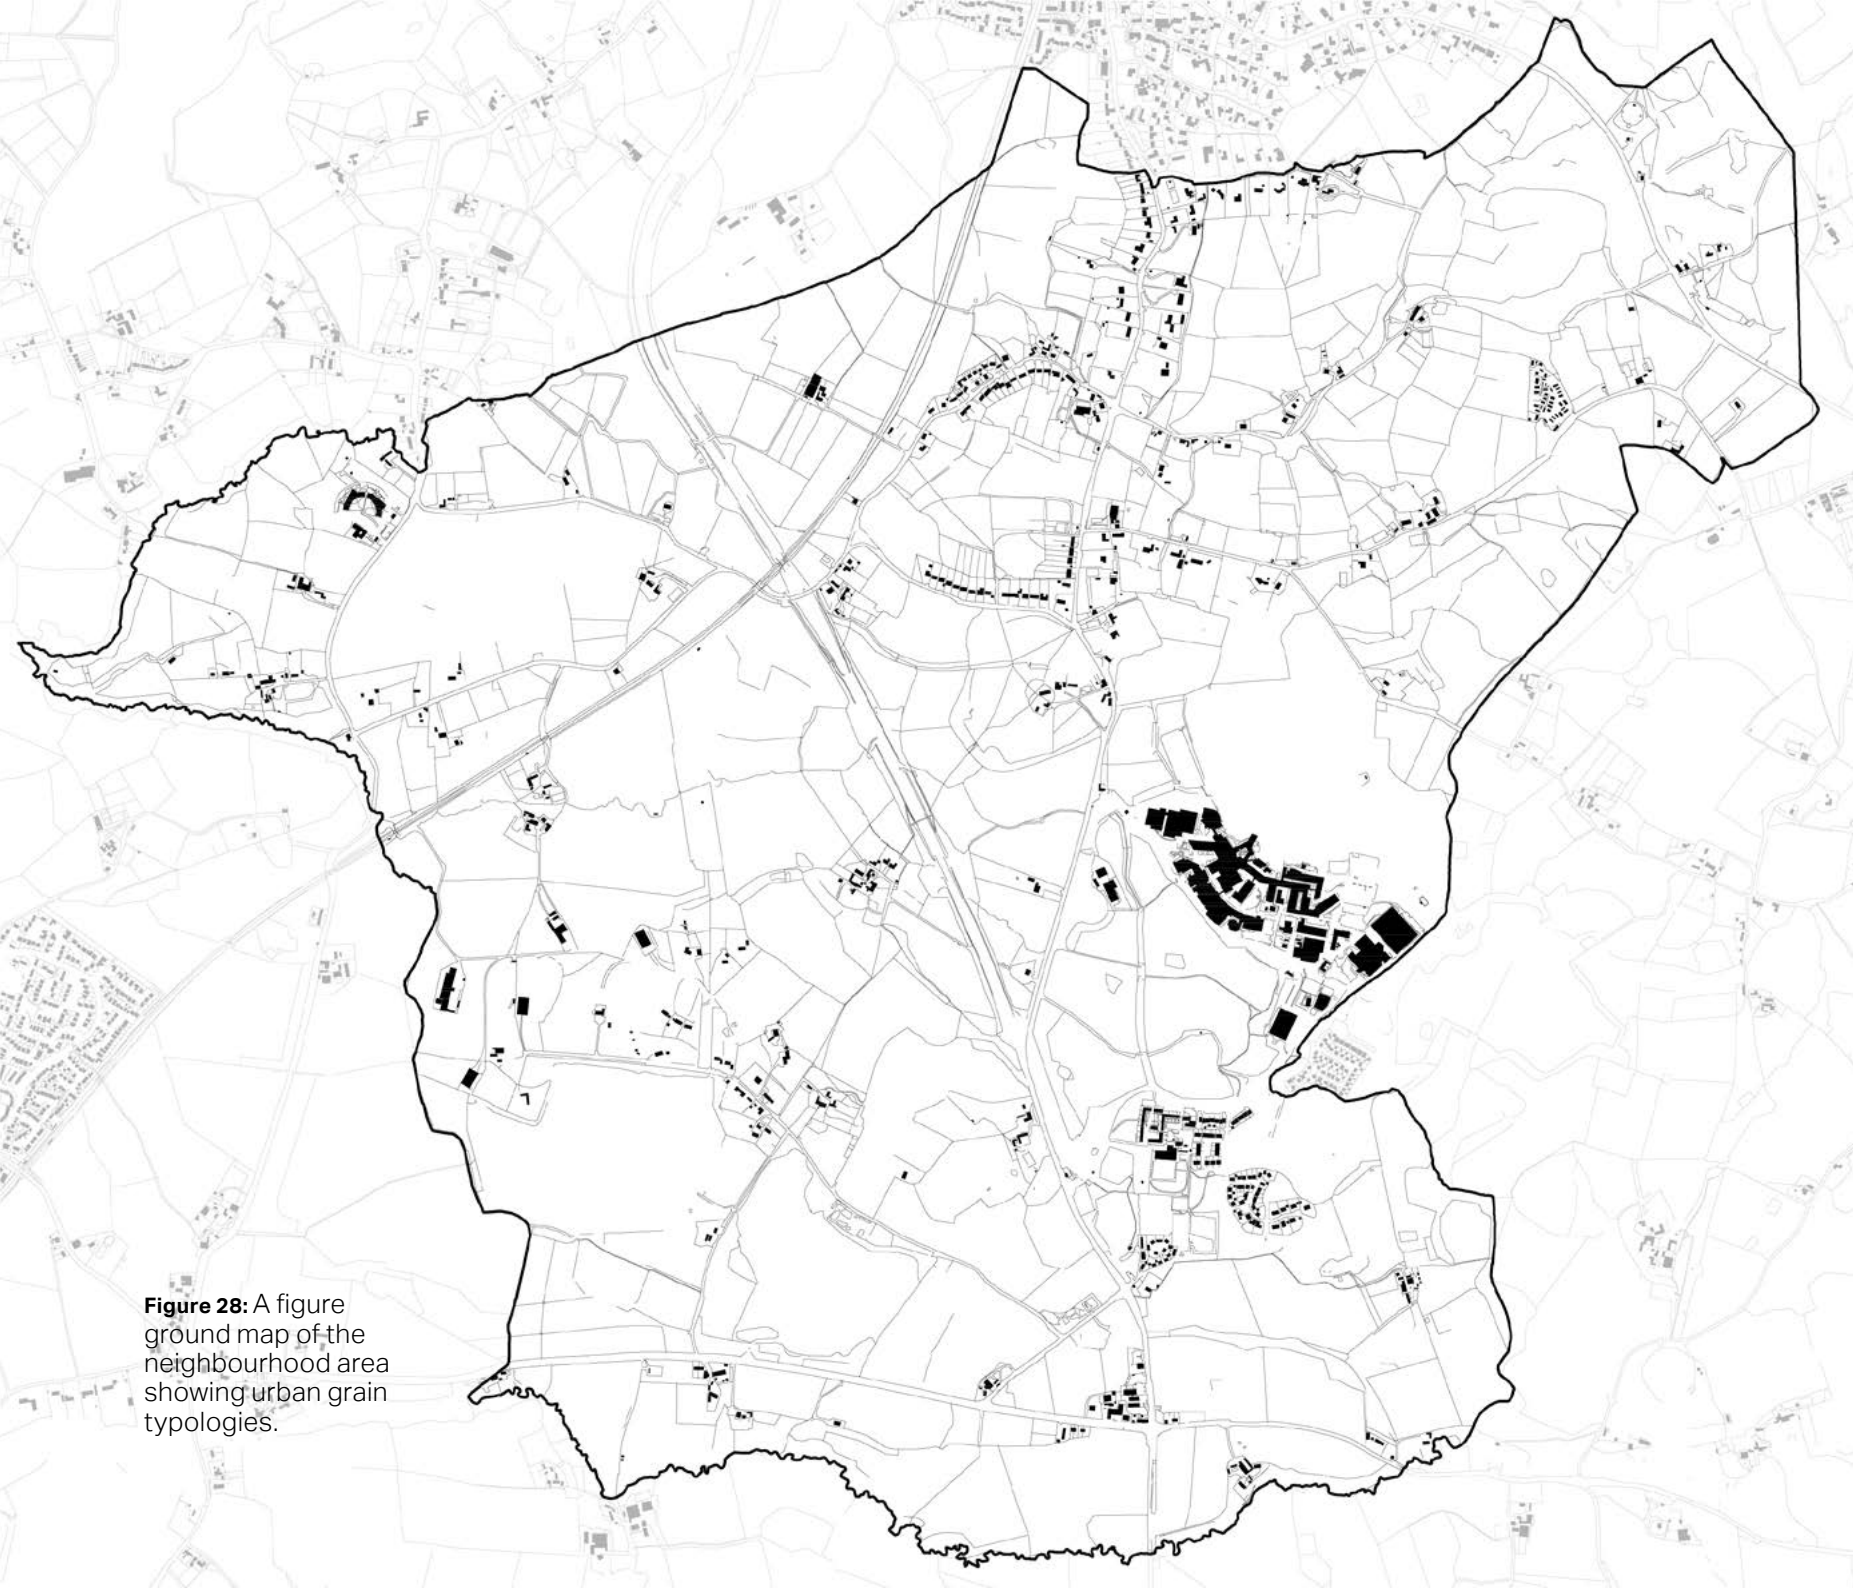 Figure 28: A figure
ground map of the
neighbourhood area
showing urban grain
typologies.